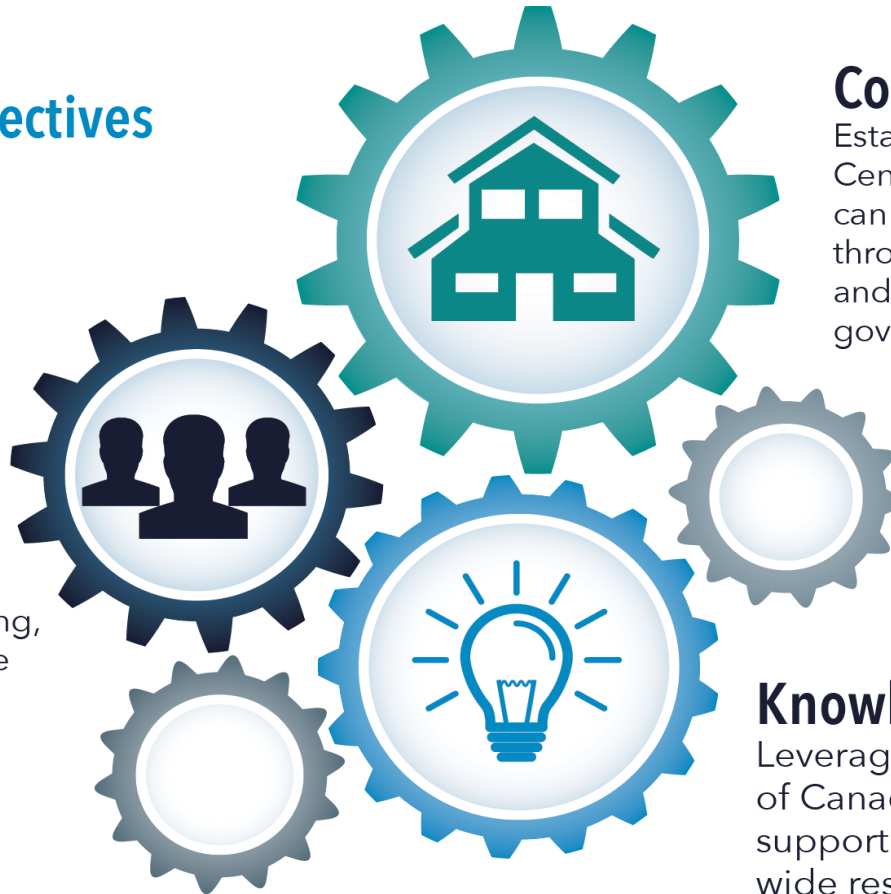 ectives
Co
Esta
Cen
can
thro
and
gov
ng,
e
Knowl
Leverag
of Canad
support
wide res